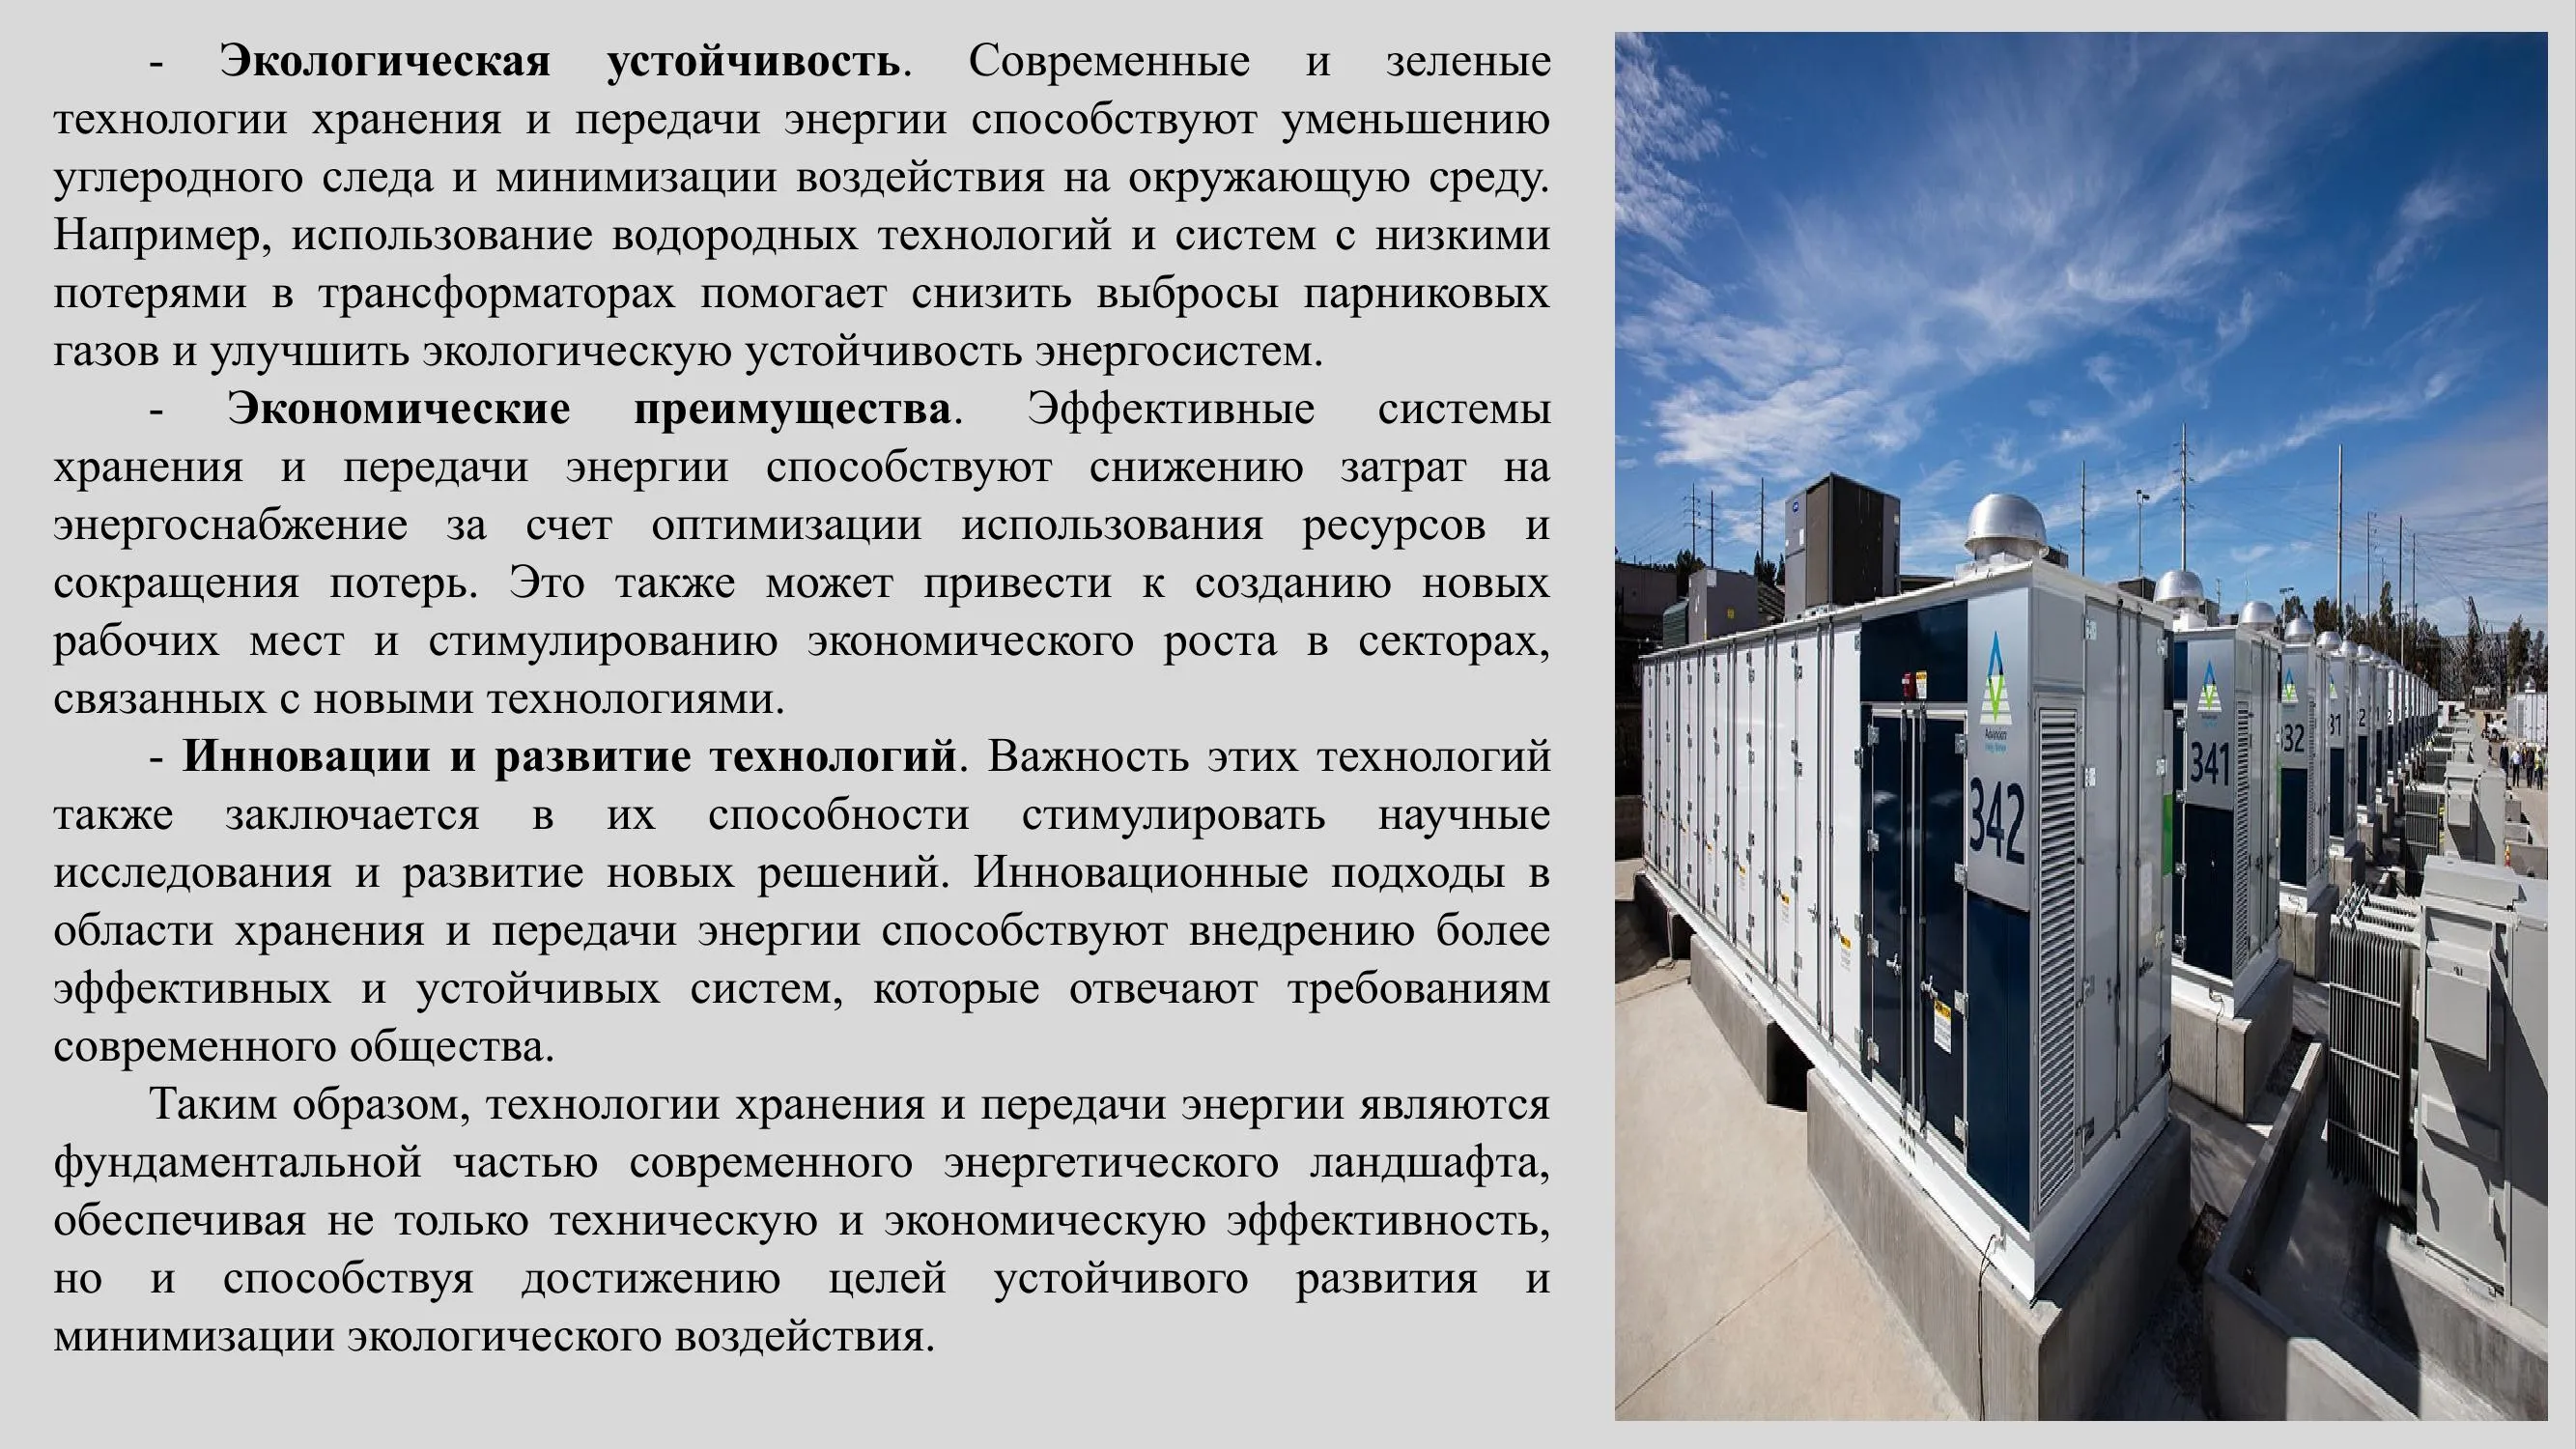 - Экологическая устойчивость. Современные и зеленые
технологии хранения и передачи энергии способствуют уменьшению
углеродного следа и минимизации воздействия на окружающую среду.
Например, использование водородных технологий и систем с низкими
потерями в трансформаторах помогает снизить выбросы парниковых
газов и улучшить экологическую устойчивость энергосистем.
- Экономические преимущества. Эффективные системы
хранения и передачи энергии способствуют снижению затрат на
энергоснабжение за счет оптимизации использования ресурсов и
сокращения потерь. Это также может привести к созданию новых
рабочих мест и стимулированию экономического роста в секторах,
связанных с новыми технологиями.
- Инновации и развитие технологий. Важность этих технологий
также заключается в их способности стимулировать научные
исследования и развитие новых решений. Инновационные подходы в
области хранения и передачи энергии способствуют внедрению более
эффективных и устойчивых систем, которые отвечают требованиям
современного общества.
Таким образом, технологии хранения и передачи энергии являются
фундаментальной частью современного энергетического ландшафта,
обеспечивая не только техническую и экономическую эффективность,
но и способствуя достижению целей устойчивого развития и
минимизации экологического воздействия.
342
341